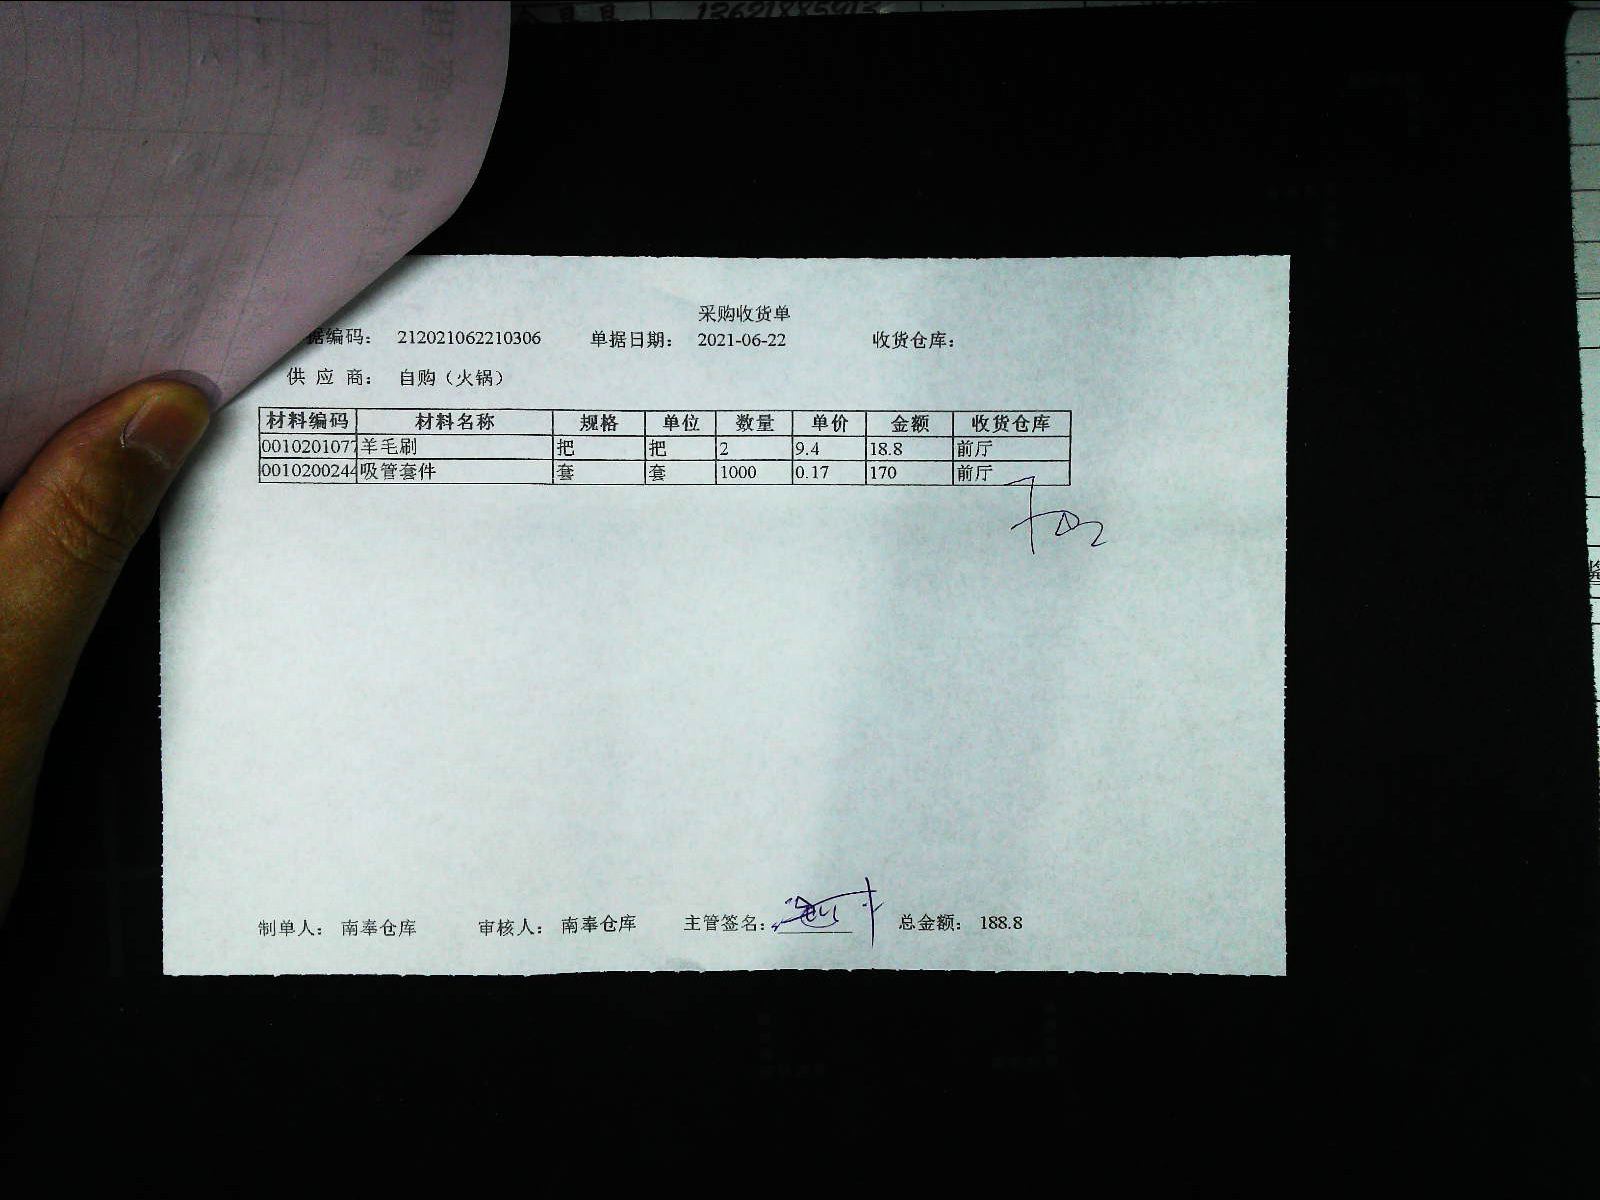 采购收货单
据编码： 212021062210306 单据日期： 2021-06-22 收货仓库：
供 应 商： 自购（火锅）
材料编码 材料名称 规格 单位 数量 单价 金额 收货仓库
0010201077 羊毛刷 把 把 2 9.4 18.8 前厅
0010200244 吸管套件 套 套 1000 0.17 170 前厅
制单人： 南奉仓库 审核人： 南奉仓库 主管签名： 总金额： 188.8